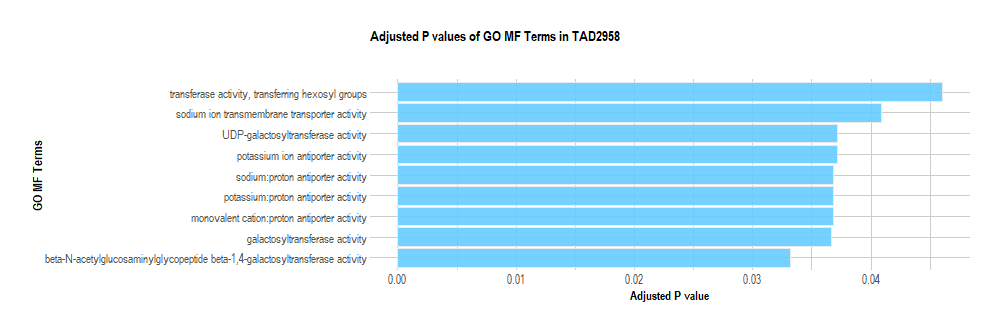 Adjusted P values of GO MF Terms in TAD2958
GO MF Terms
transferase activity, transferring hexosyl groups
sodium ion transmembrane transporter activity
UDP-galactosyltransferase activity
potassium ion antiporter activity
sodium:proton antiporter activity
potassium:proton antiporter activity
monovalent cation:proton antiporter activity
galactosyltransferase activity
beta-N-acetylglucosaminylglycopeptide beta-1,4-galactosyltransferase activity
0.00 0.01 0.02 0.03 0.04
Adjusted P value